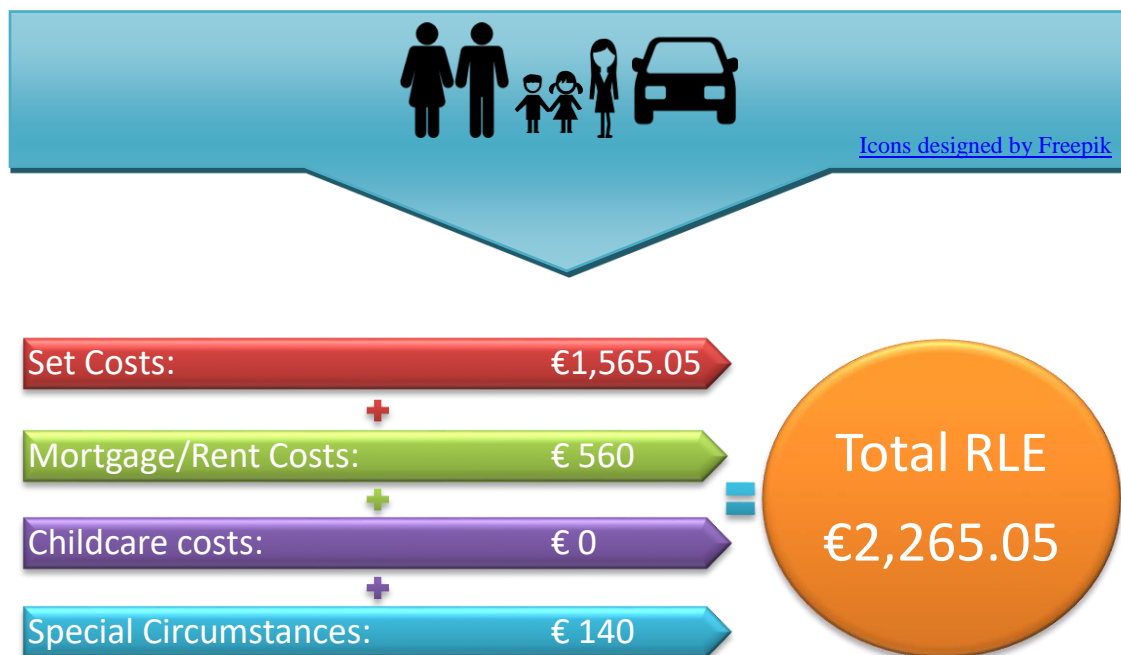 Icons designed by Freepik
Set Costs: €1,565.05
Mortgage/Rent Costs: € 560
Childcare costs: € 0
Special Circumstances: € 140
Total RLE
€2,265.05